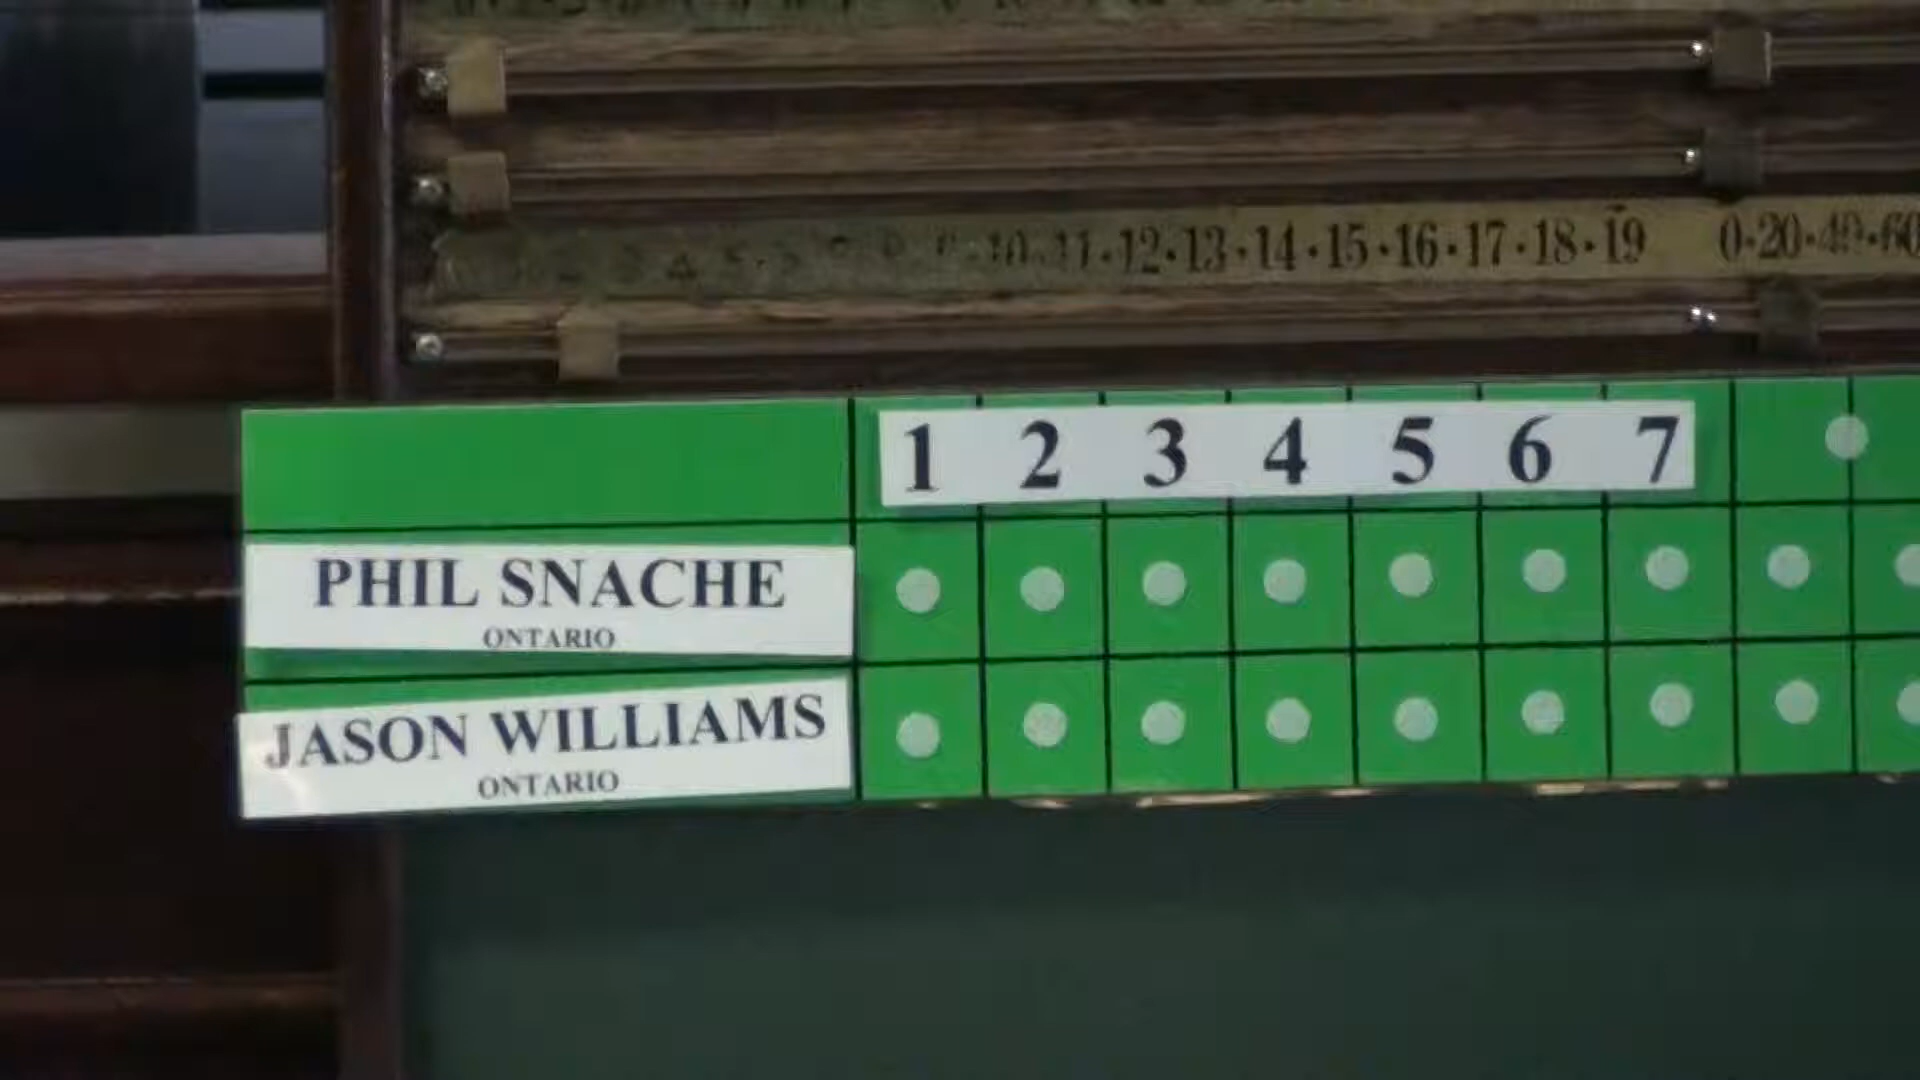 10·11·12·13·14·15·16·17·18·19 0·20·40·60
1 2 3 4 5 6 7
PHIL SNACHE
ONTARIO
JASON WILLIAMS
ONTARIO